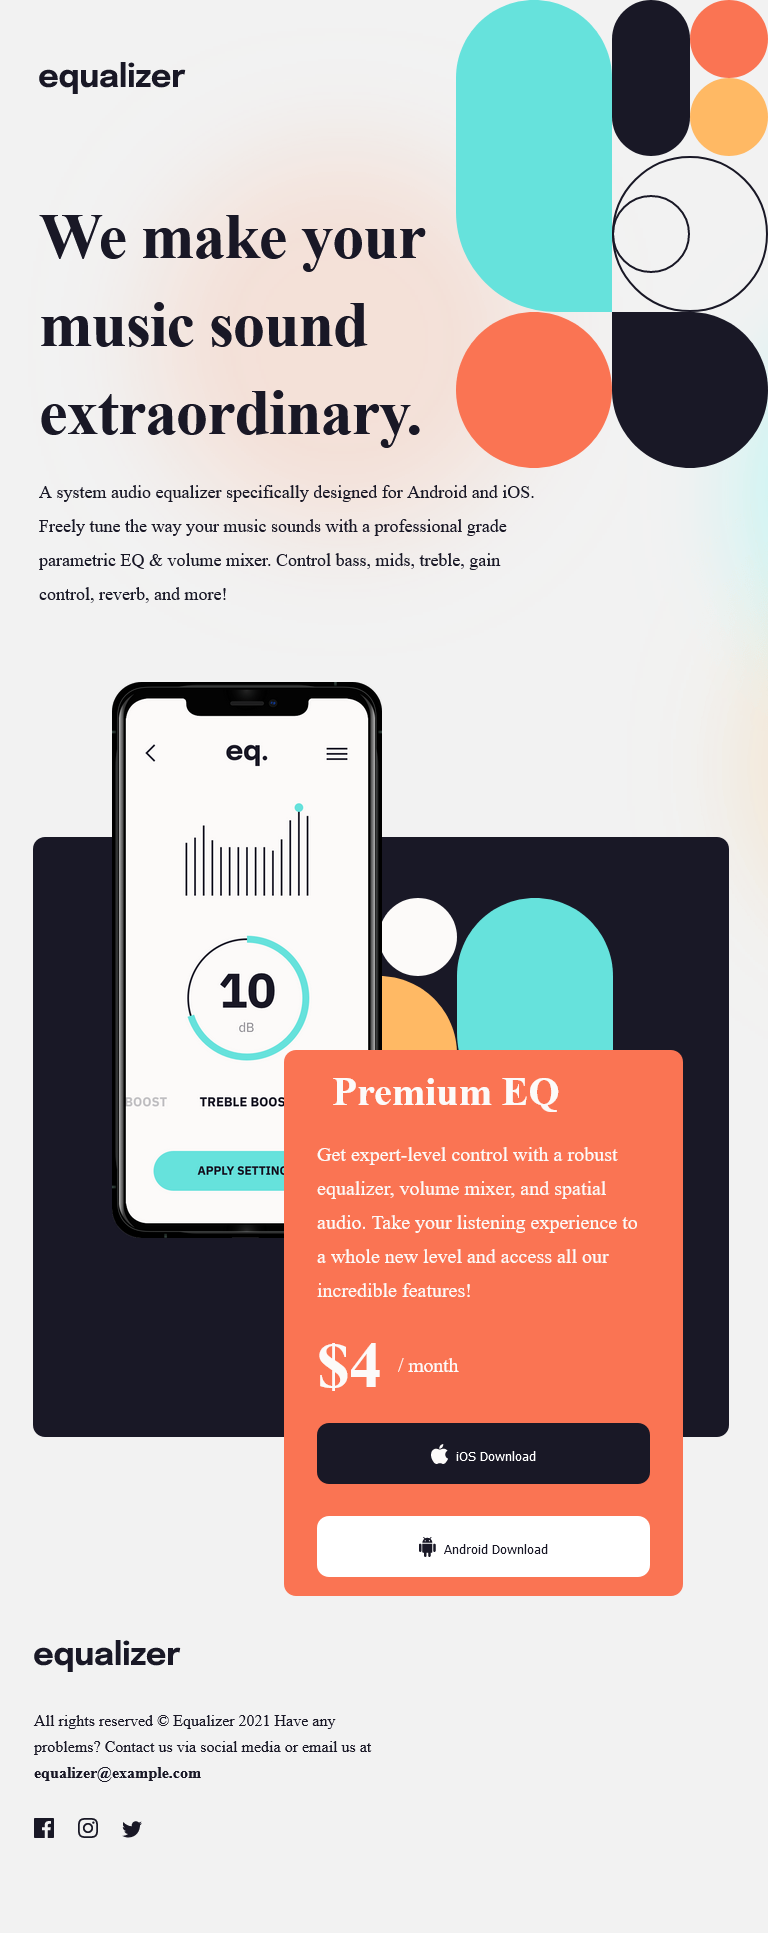 equalizer
We make your
music sound
extraordinary.
A system audio equalizer specifically designed for Android and iOS.
Freely tune the way your music sounds with a professional grade
parametric EQ & volume mixer. Control bass, mids, treble, gain
control, reverb, and more!
eq.
10
dB
BOOST TREBLE BOOS
APPLY SETTING
Premium EQ
Get expert-level control with a robust
equalizer, volume mixer, and spatial
audio. Take your listening experience to
a whole new level and access all our
incredible features!
$4 / month
iOS Download
Android Download
equalizer
All rights reserved © Equalizer 2021 Have any
problems? Contact us via social media or email us at
equalizer@example.com